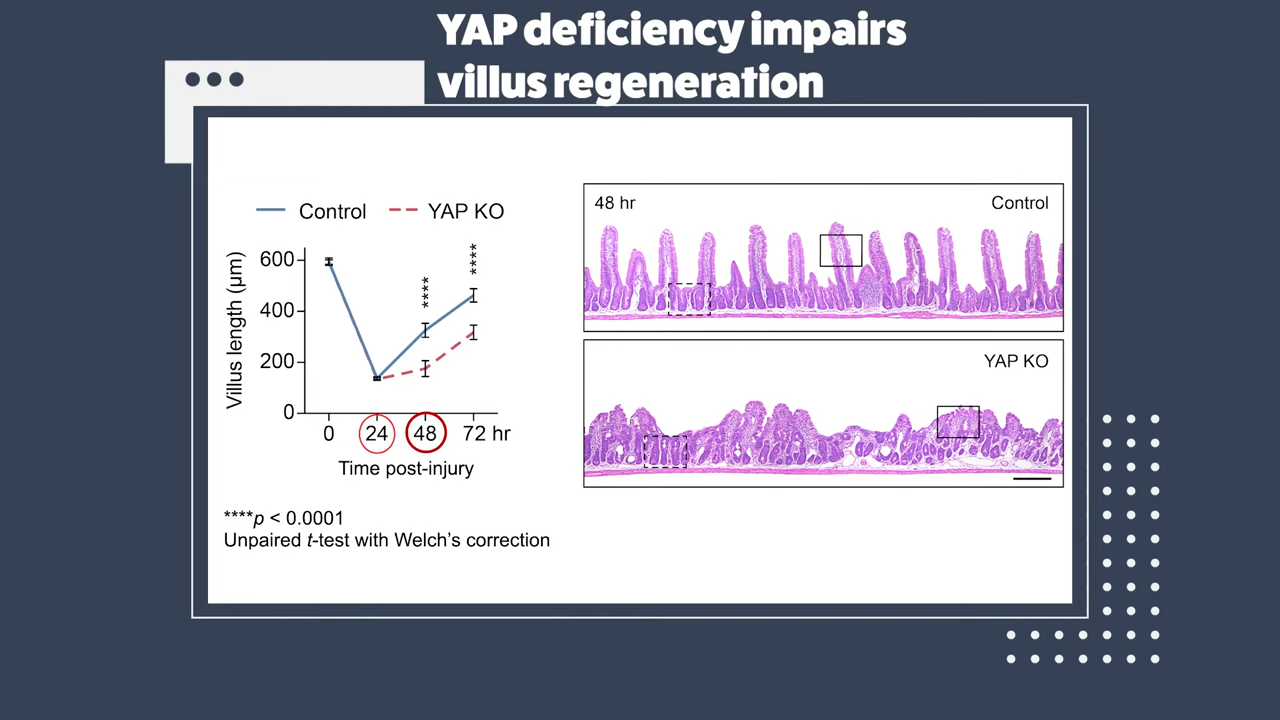 YAP deficiency impairs
villus regeneration
Control YAP KO
Villus length (μm)
600
400
200
0
**** ****
0 24 48 72 hr
Time post-injury
****p < 0.0001
Unpaired t-test with Welch's correction
48 hr Control
YAP KO